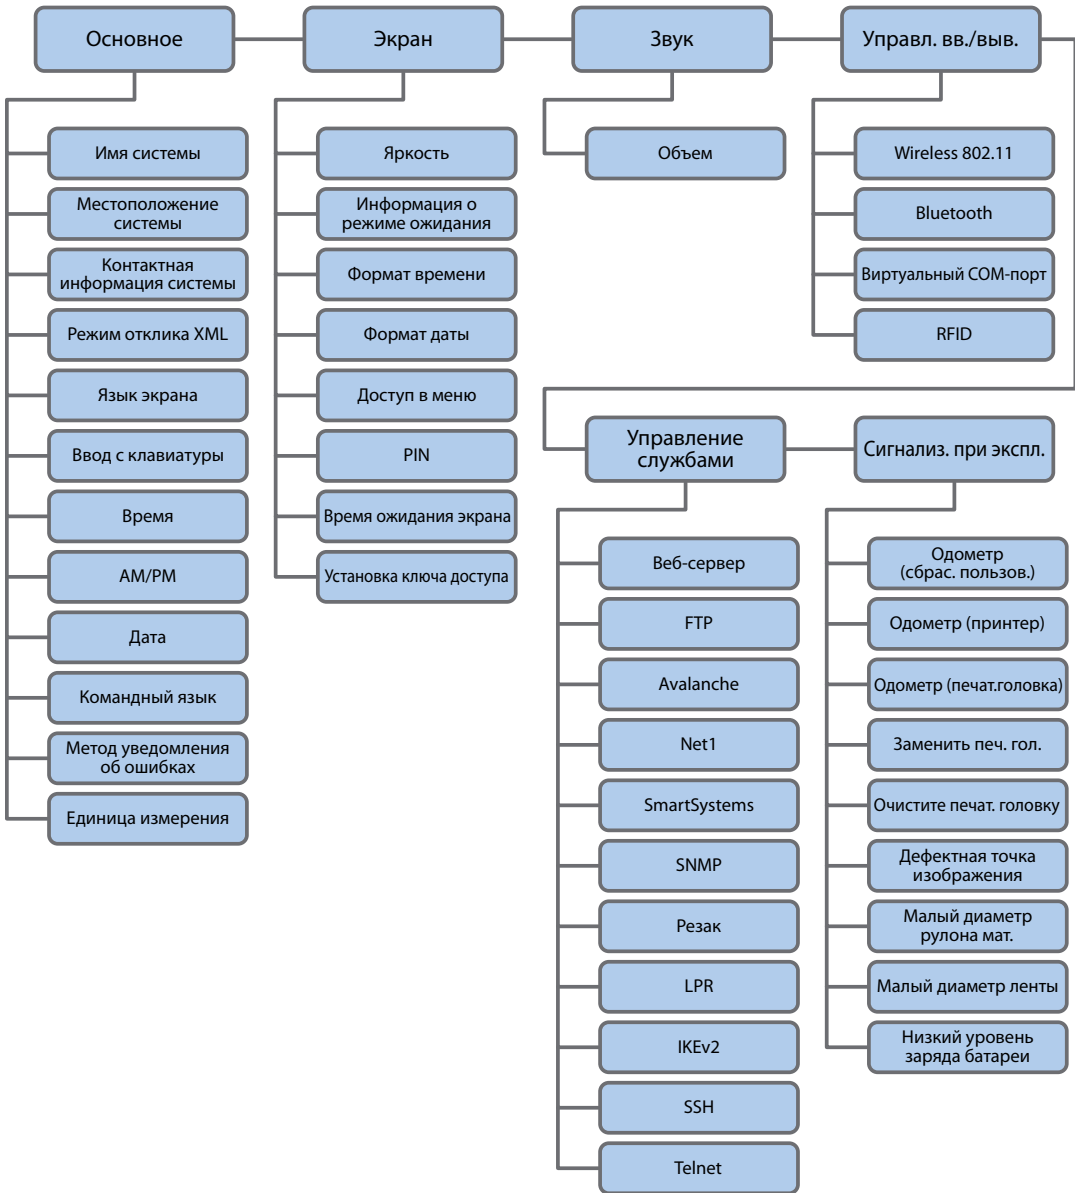 Основное
Экран
Звук
Управл. вв./выв.
Имя системы
Местоположение
системы
Контактная
информация системы
Режим отклика XML
Язык экрана
Ввод с клавиатуры
Время
AM/PM
Дата
Командный язык
Метод уведомления
об ошибках
Единица измерения
Яркость
Информация о
режиме ожидания
Формат времени
Формат даты
Доступ в меню
PIN
Время ожидания экрана
Установка ключа доступа
Объем
Wireless 802.11
Bluetooth
Виртуальный COM-порт
RFID
Управление
службами
Сигнализ. при экспл.
Веб-сервер
FTP
Avalanche
Net1
SmartSystems
SNMP
Резак
LPR
IKEv2
SSH
Telnet
Одометр
(сбрас. пользов.)
Одометр (принтер)
Одометр (печат.головка)
Заменить печ. гол.
Очистите печат. головку
Дефектная точка
изображения
Малый диаметр
рулона мат.
Малый диаметр ленты
Низкий уровень
заряда батареи